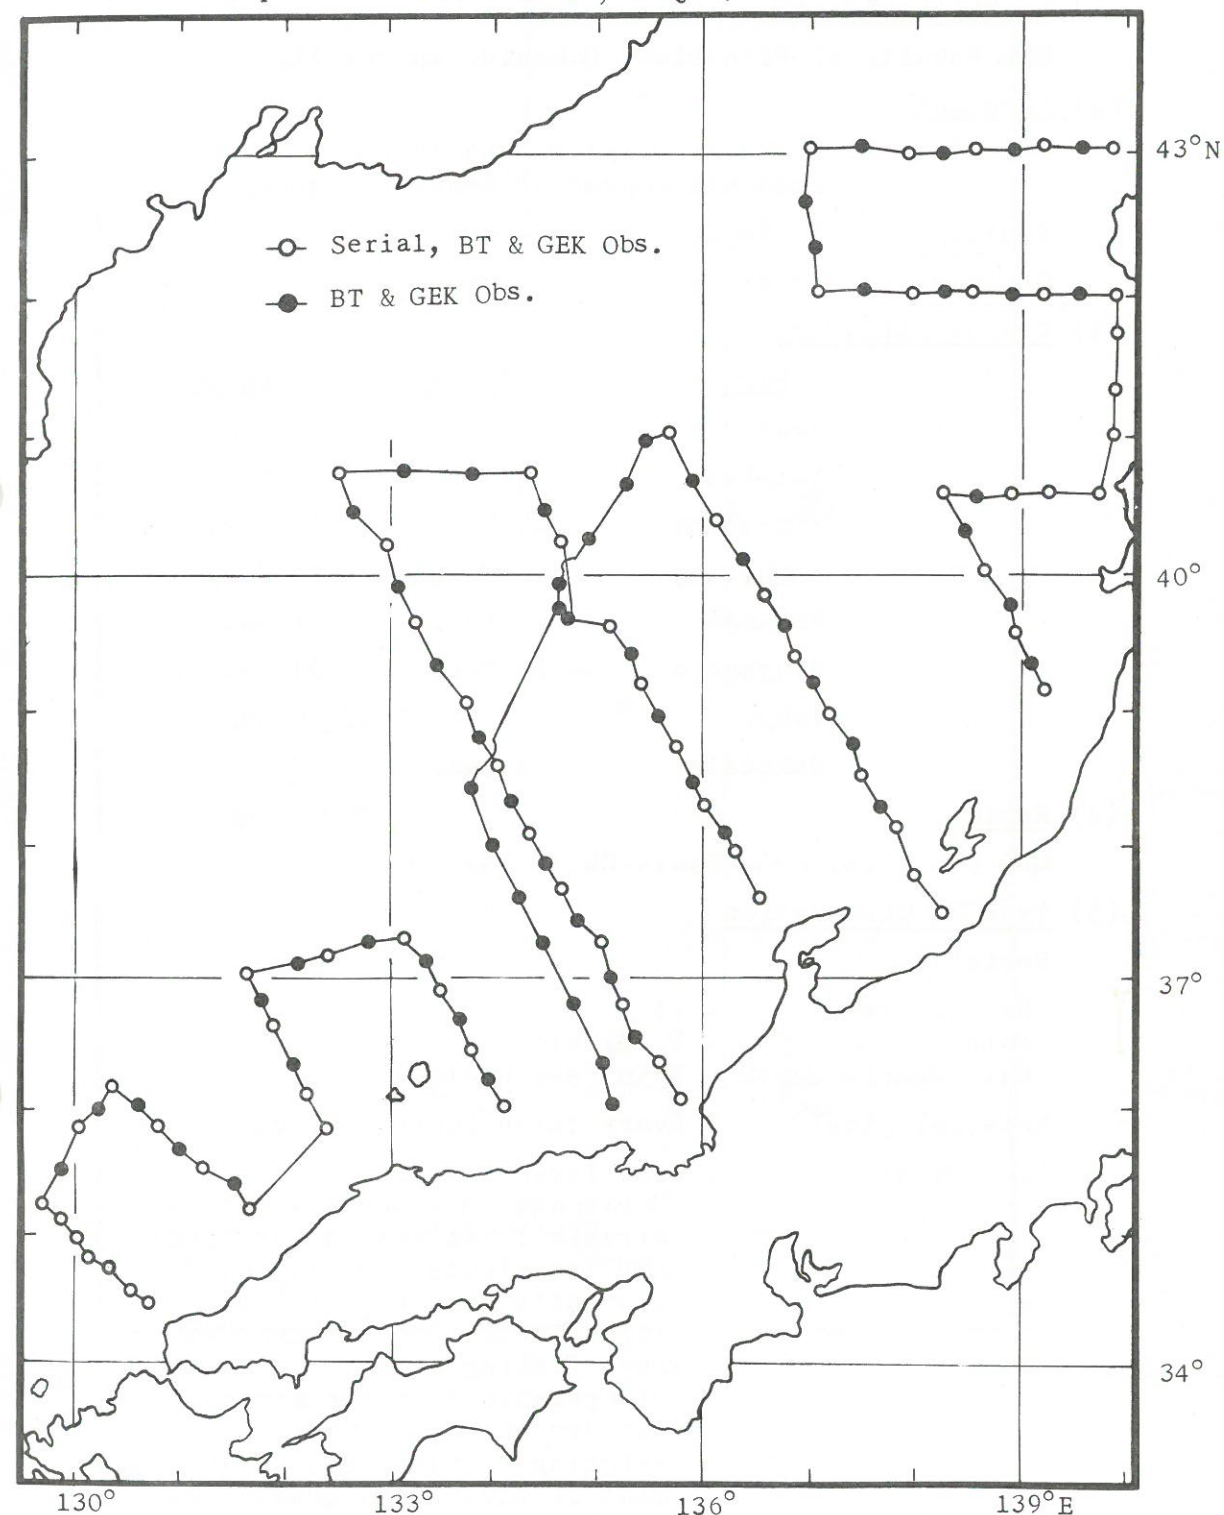 43°N
Serial, BT & GEK Obs.
BT & GEK Obs.
40°
37°
34°
130° 133° 136° 139°E